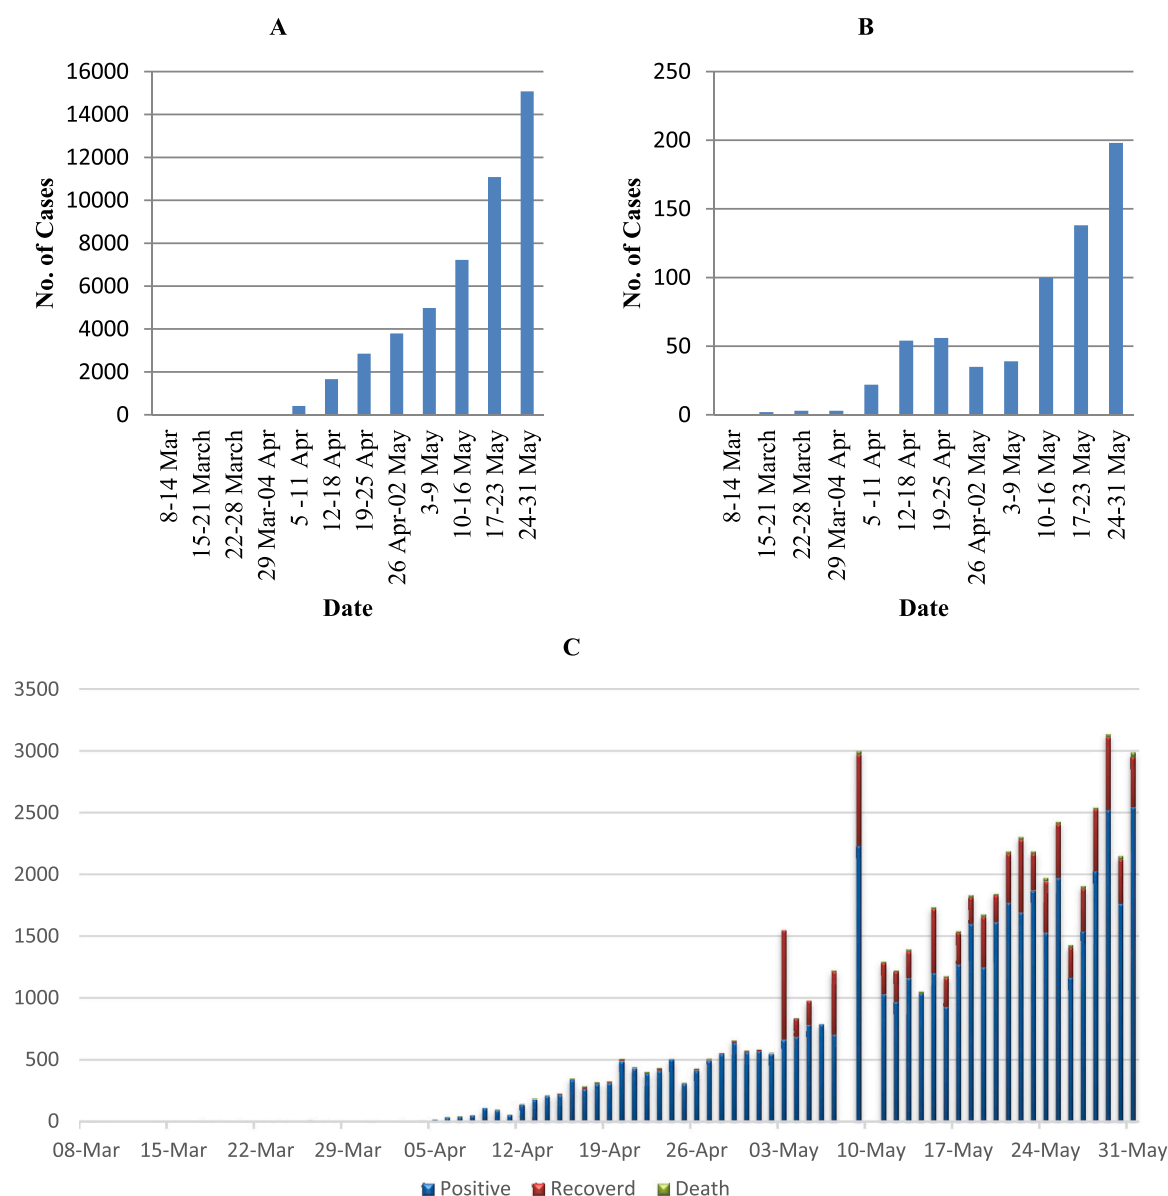 A
16000
14000
12000
10000
8000
6000
4000
2000
0
No. of Cases
8-14 Mar
15-21 March
22-28 March
29 Mar-04 Apr
5 -11 Apr
12-18 Apr
19-25 Apr
26 Apr-02 May
3-9 May
10-16 May
17-23 May
24-31 May
Date
B
250
200
150
100
50
0
No. of Cases
8-14 Mar
15-21 March
22-28 March
29 Mar-04 Apr
5 -11 Apr
12-18 Apr
19-25 Apr
26 Apr-02 May
3-9 May
10-16 May
17-23 May
24-31 May
Date
C
3500
3000
2500
2000
1500
1000
500
0
08-Mar 15-Mar 22-Mar 29-Mar 05-Apr 12-Apr 19-Apr 26-Apr 03-May 10-May 17-May 24-May 31-May
Positive Recoverd Death